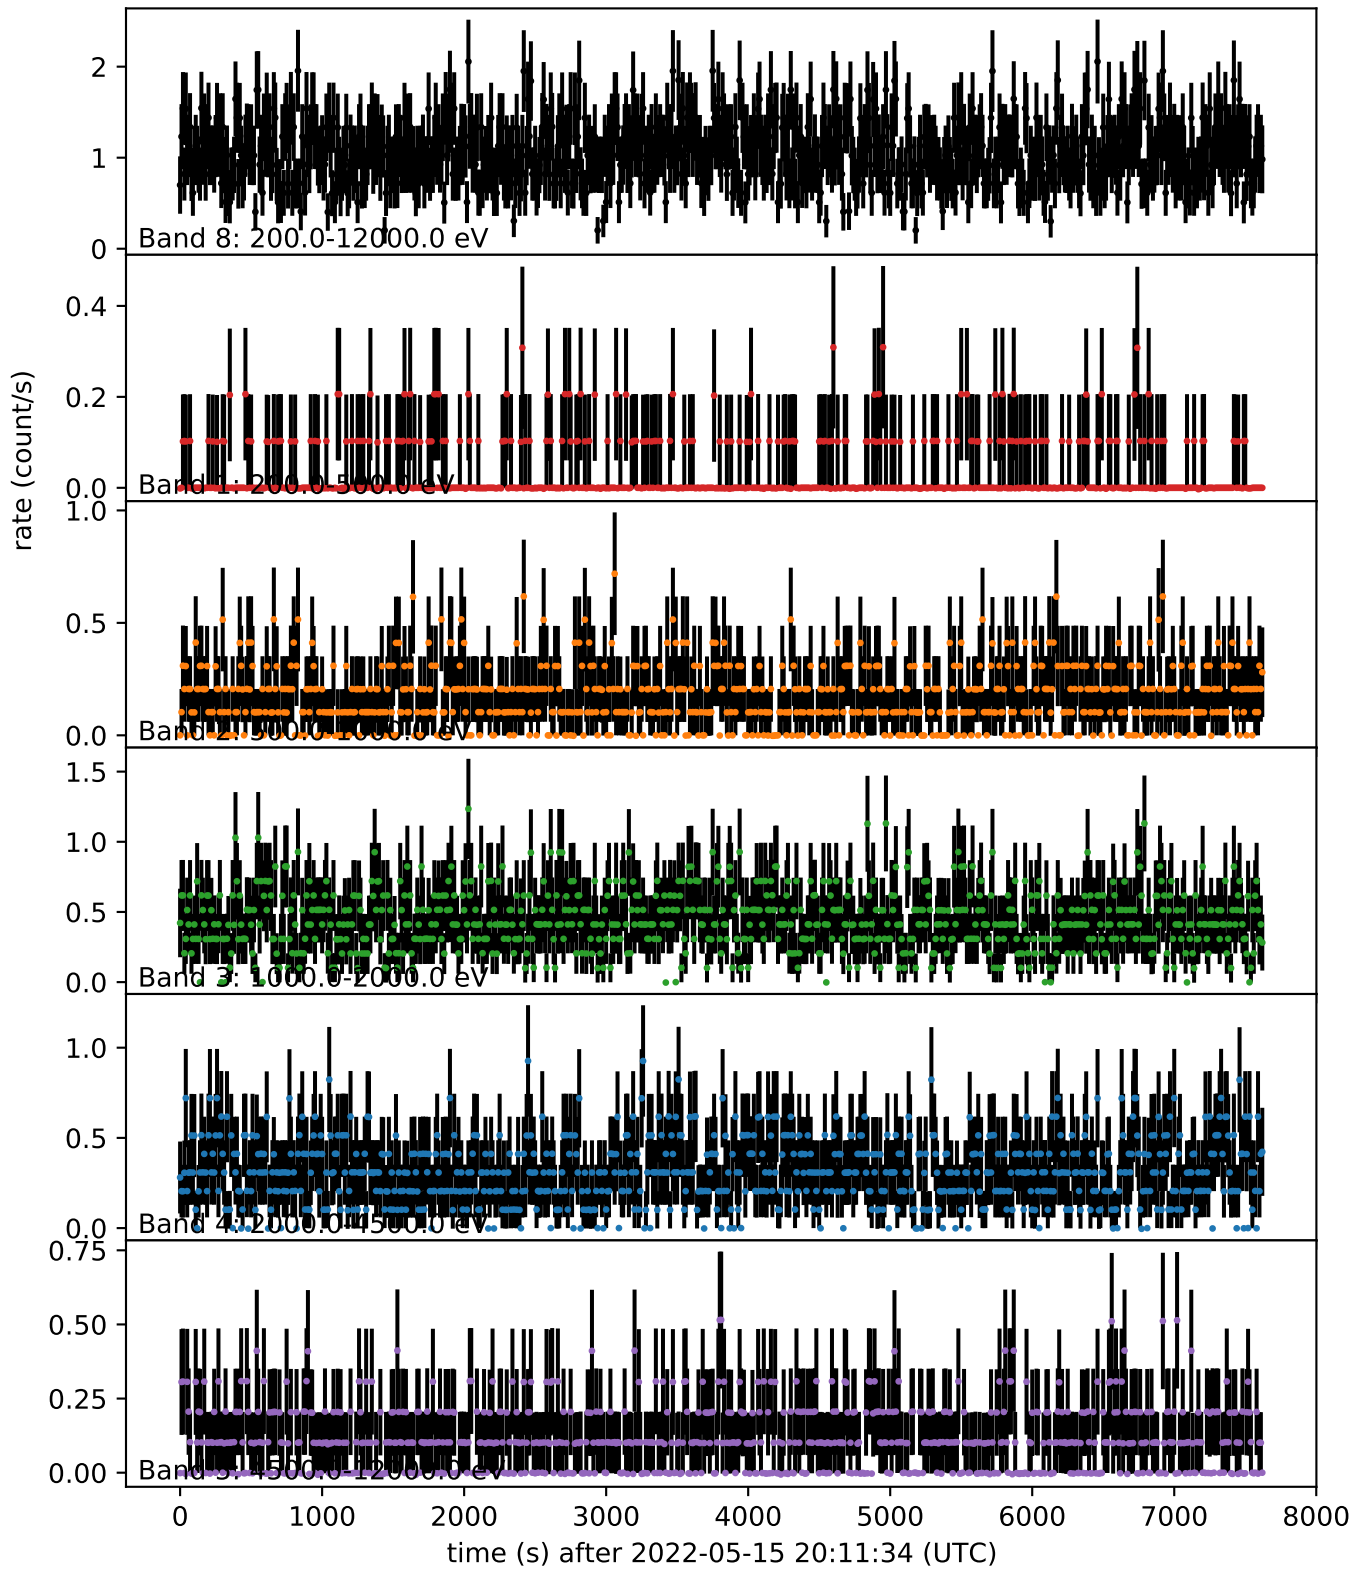 2
1
0
Band 8: 200.0-12000.0 eV
rate (count/s)
0.4
0.2
0.0
Band 1: 200.0-500.0 eV
1.0
0.5
0.0
Band 2: 500.0-1000.0 eV
1.5
1.0
0.5
0.0
Band 3: 1000.0-2000.0 eV
1.0
0.5
0.0
Band 4: 2000.0-4500.0 eV
0.75
0.50
0.25
0.00
Band 5: 4500.0-12000.0 eV
0 1000 2000 3000 4000 5000 6000 7000 8000
time (s) after 2022-05-15 20:11:34 (UTC)